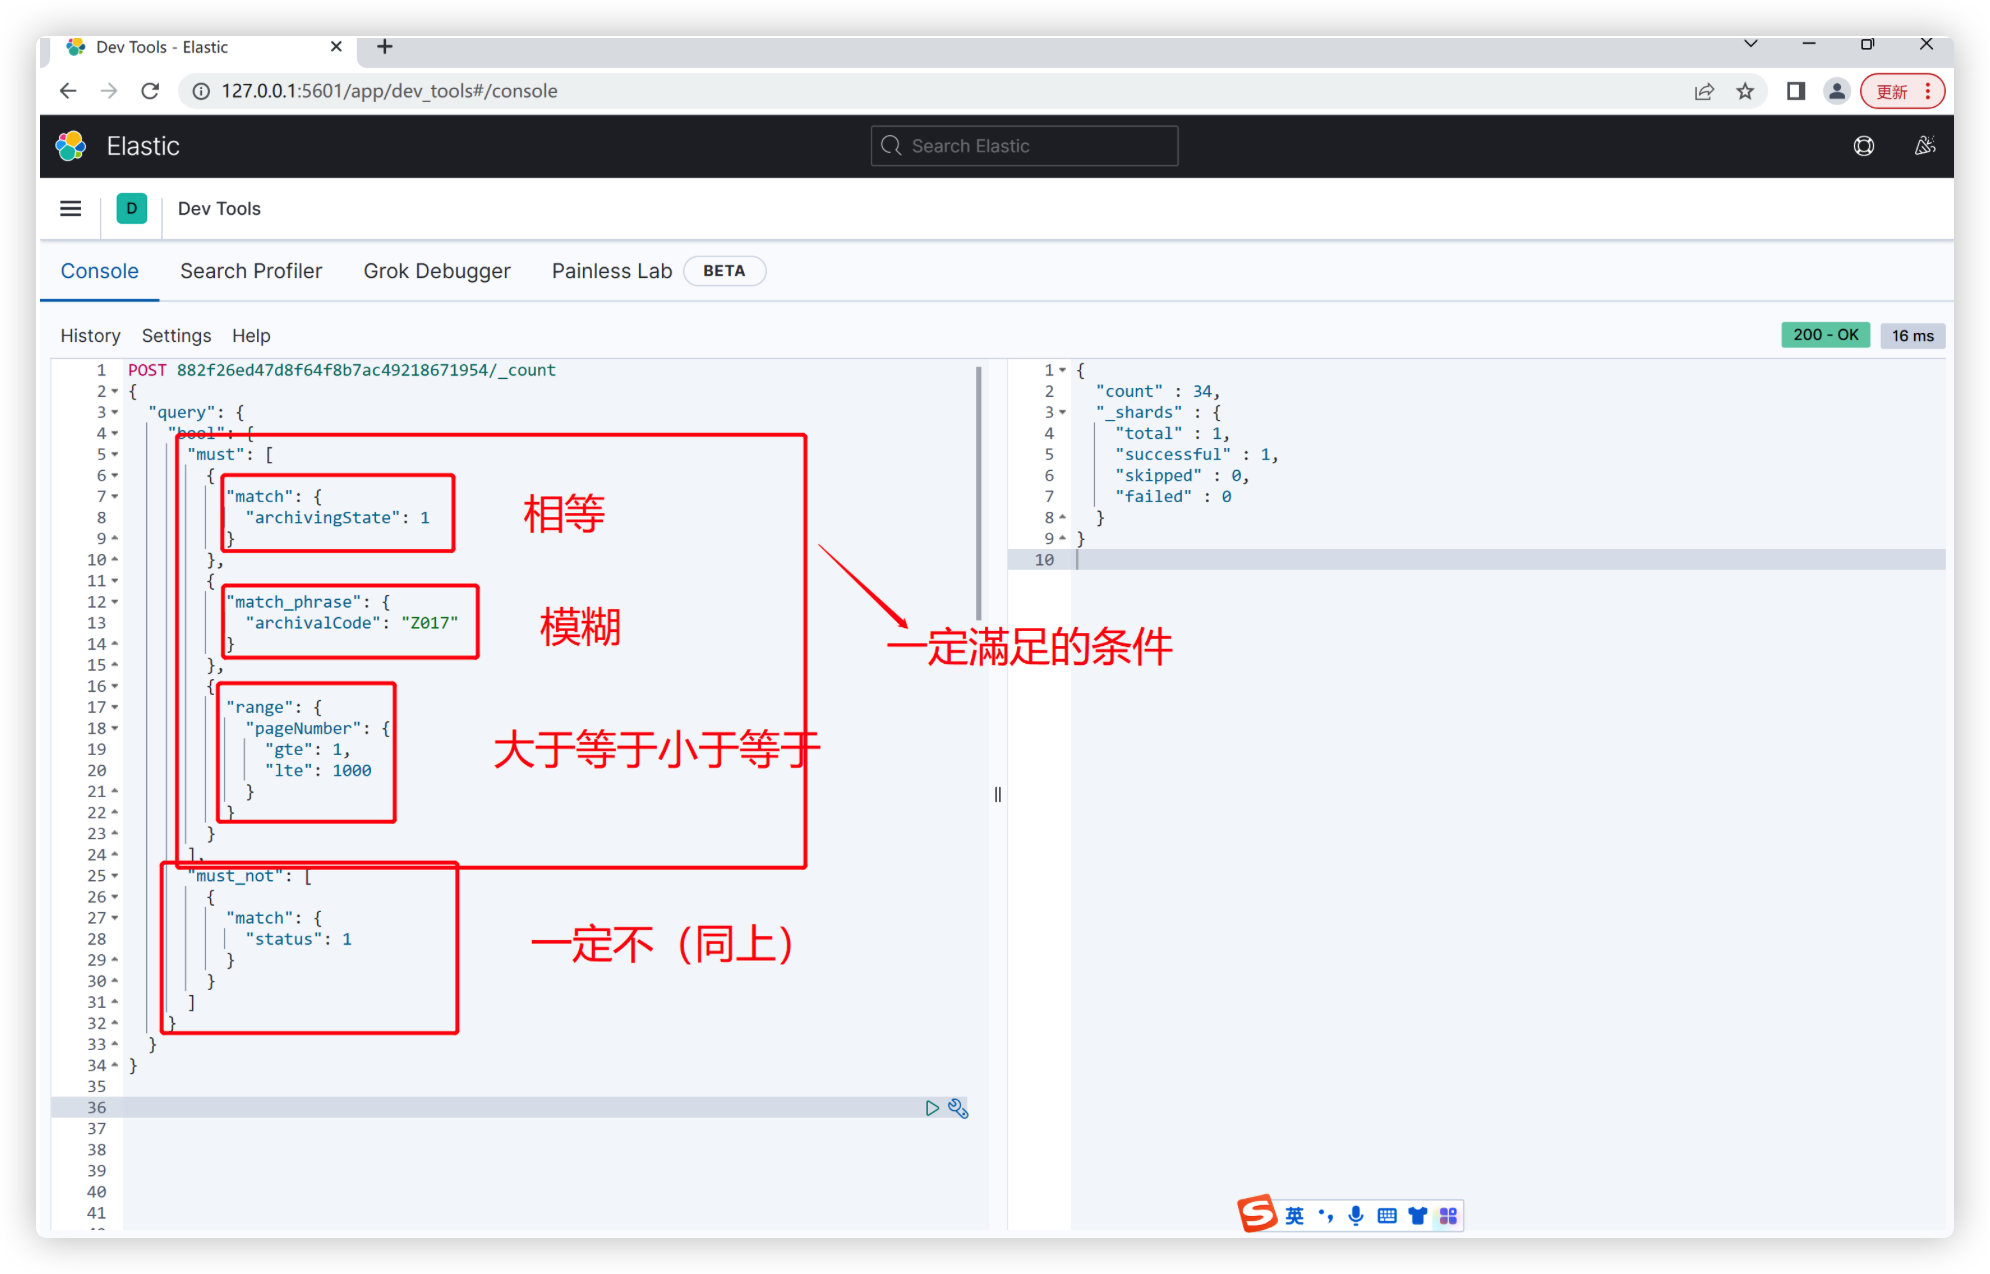 Dev Tools - Elastic
127.0.0.1:5601/app/dev_tools#/console
更新
Elastic
Search Elastic
D
Dev Tools
Console
Search Profiler
Grok Debugger
Painless Lab
BETA
History
Settings
Help
200 - OK
16 ms
1 POST 882f26ed47d8f64f8b7ac49218671954/_count
2 {
3 "query": {
4 "bool": {
5 "must": [
6 {
7 "match": {
8 "archivingState": 1
9 }
10 },
11 {
12 "match_phrase": {
13 "archivalCode": "Z017"
14 }
15 },
16 {
17 "range": {
18 "pageNumber": {
19 "gte": 1,
20 "lte": 1000
21 }
22 }
23 }
24 ],
25 "must_not": [
26 {
27 "match": {
28 "status": 1
29 }
30 }
31 ]
32 }
33 }
34 }
35
36
37
38
39
40
41
相等
模糊
大于等于小于等于
一定不（同上）
一定满足的条件
1 {
2 "count" : 34,
3 "_shards" : {
4 "total" : 1,
5 "successful" : 1,
6 "skipped" : 0,
7 "failed" : 0
8 }
9 }
10
S 英